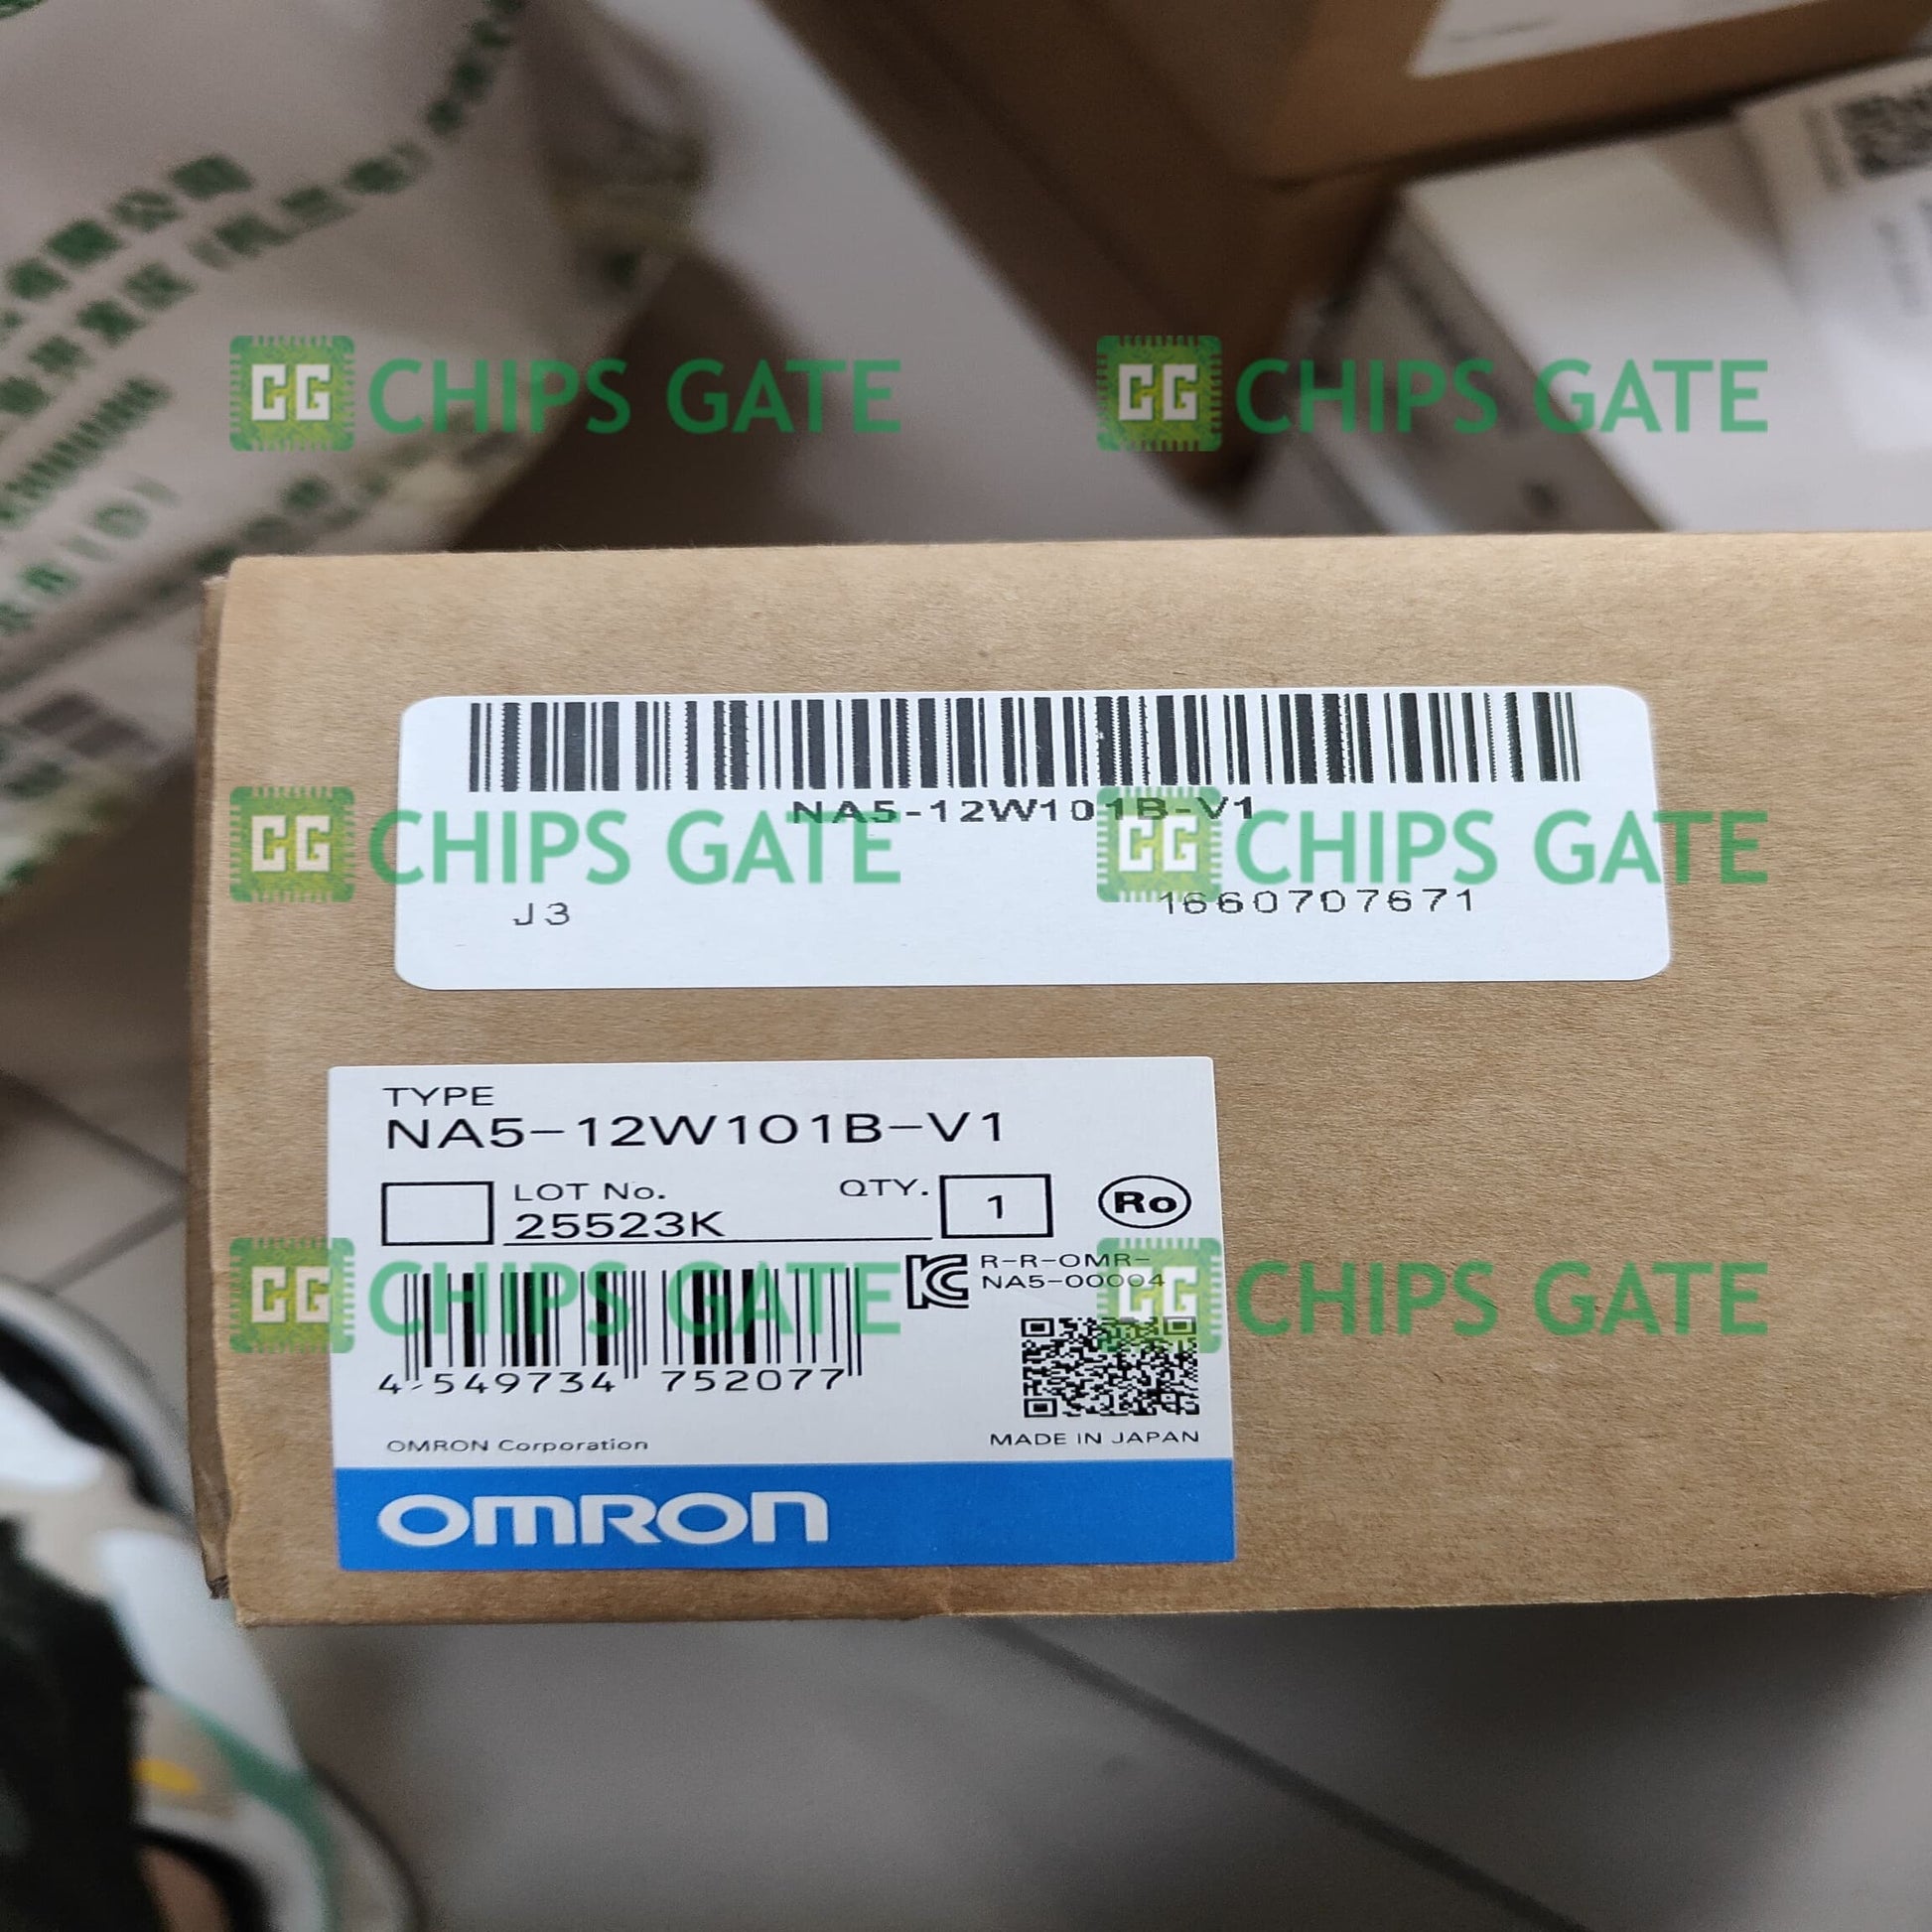 CG CHIPS GATE
CG CHIPS GATE
NA5-12W101B-V1
CG CHIPS GATE
CG CHIPS GATE
J3
1660707671
TYPE
NA5-12W101B-V1
LOT No.
25523K
QTY.
1
Ro
R-R-OMR-
NA5-00004
CG CHIPS GATE
CG CHIPS GATE
4 549734 752077
OMRON Corporation
MADE IN JAPAN
OMRON